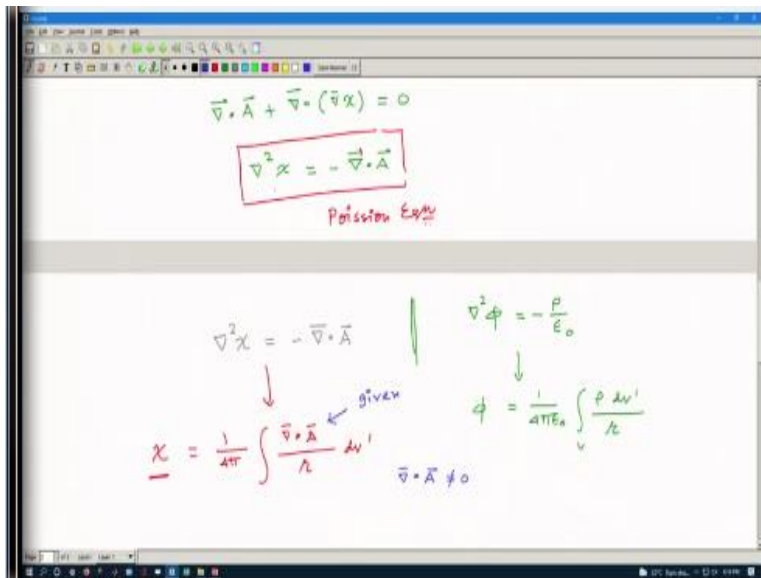 ∇⃗ · A⃗ + ∇⃗ · (∇̄χ) = 0
∇²χ = − ∇⃗ · A⃗
Poission Eqn
∇²χ = − ∇̄ · A⃗
given
χ = 1/4π ∫ (∇̄ · A⃗)/r dv'
∇̄ · A⃗ ≠ 0
∇²ϕ = − ρ/ε₀
ϕ = 1/4πε₀ ∫ᵥ (ρ dv')/r